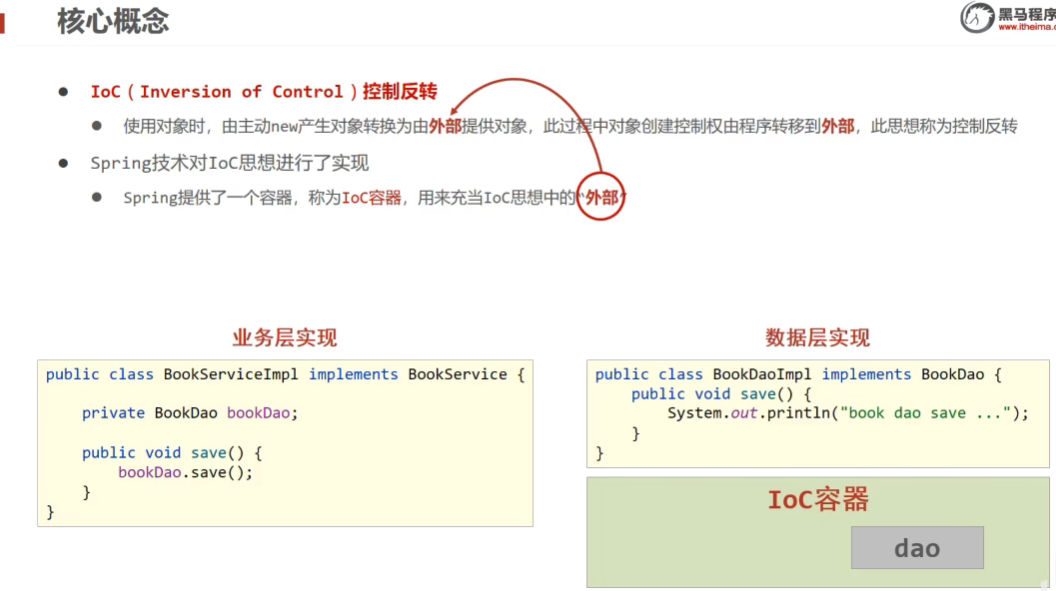 核心概念
黑马程序
www.itheima.c
IoC（Inversion of Control）控制反转
使用对象时，由主动new产生对象转换为由外部提供对象，此过程中对象创建控制权由程序转移到外部，此思想称为控制反转
Spring技术对IoC思想进行了实现
Spring提供了一个容器，称为IoC容器，用来充当IoC思想中的“外部”
业务层实现
public class BookServiceImpl implements BookService {
private BookDao bookDao;
public void save() {
bookDao.save();
}
}
数据层实现
public class BookDaoImpl implements BookDao {
public void save() {
System.out.println("book dao save ...");
}
}
IoC容器
dao